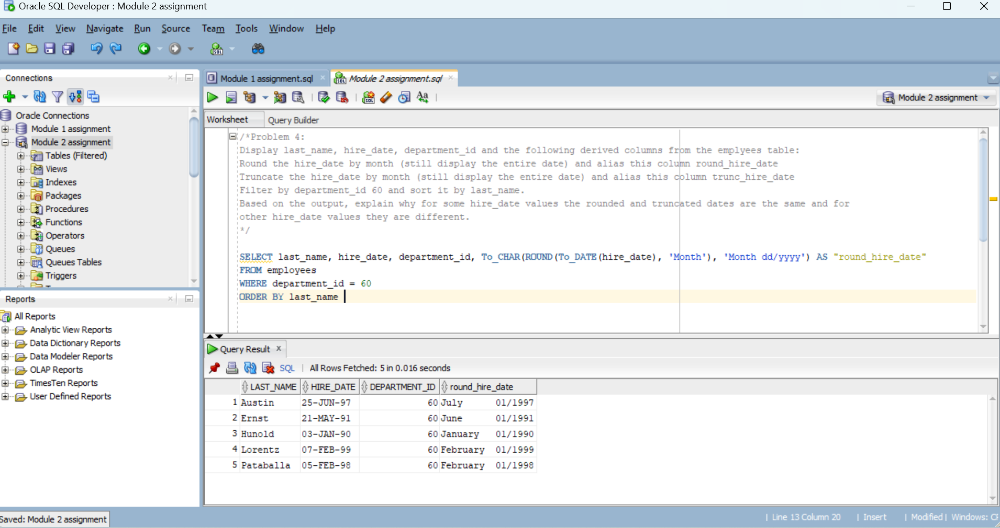 Oracle SQL Developer : Module 2 assignment
File Edit View Navigate Run Source Team Tools Window Help
Connections
Oracle Connections
Module 1 assignment
Module 2 assignment
Tables (Filtered)
Views
Indexes
Packages
Procedures
Functions
Operators
Queues
Queues Tables
Triggers
Reports
All Reports
Analytic View Reports
Data Dictionary Reports
Data Modeler Reports
OLAP Reports
TimesTen Reports
User Defined Reports
Module 1 assignment.sql
Module 2 assignment.sql
Module 2 assignment
Worksheet Query Builder
/*Problem 4:
Display last_name, hire_date, department_id and the following derived columns from the emplyees table:
Round the hire_date by month (still display the entire date) and alias this column round_hire_date
Truncate the hire_date by month (still display the entire date) and alias this column trunc_hire_date
Filter by department_id 60 and sort it by last_name.
Based on the output, explain why for some hire_date values the rounded and truncated dates are the same and for
other hire_date values they are different.
*/
SELECT last_name, hire_date, department_id, To_CHAR(ROUND(To_DATE(hire_date), 'Month'), 'Month dd/yyyy') AS "round_hire_date"
FROM employees
WHERE department_id = 60
ORDER BY last_name
Query Result
SQL | All Rows Fetched: 5 in 0.016 seconds
LAST_NAME HIRE_DATE DEPARTMENT_ID round_hire_date
1 Austin 25-JUN-97 60 July 01/1997
2 Ernst 21-MAY-91 60 June 01/1991
3 Hunold 03-JAN-90 60 January 01/1990
4 Lorentz 07-FEB-99 60 February 01/1999
5 Pataballa 05-FEB-98 60 February 01/1998
Saved: Module 2 assignment
| Line 13 Column 20 | Insert | Modified | Windows: